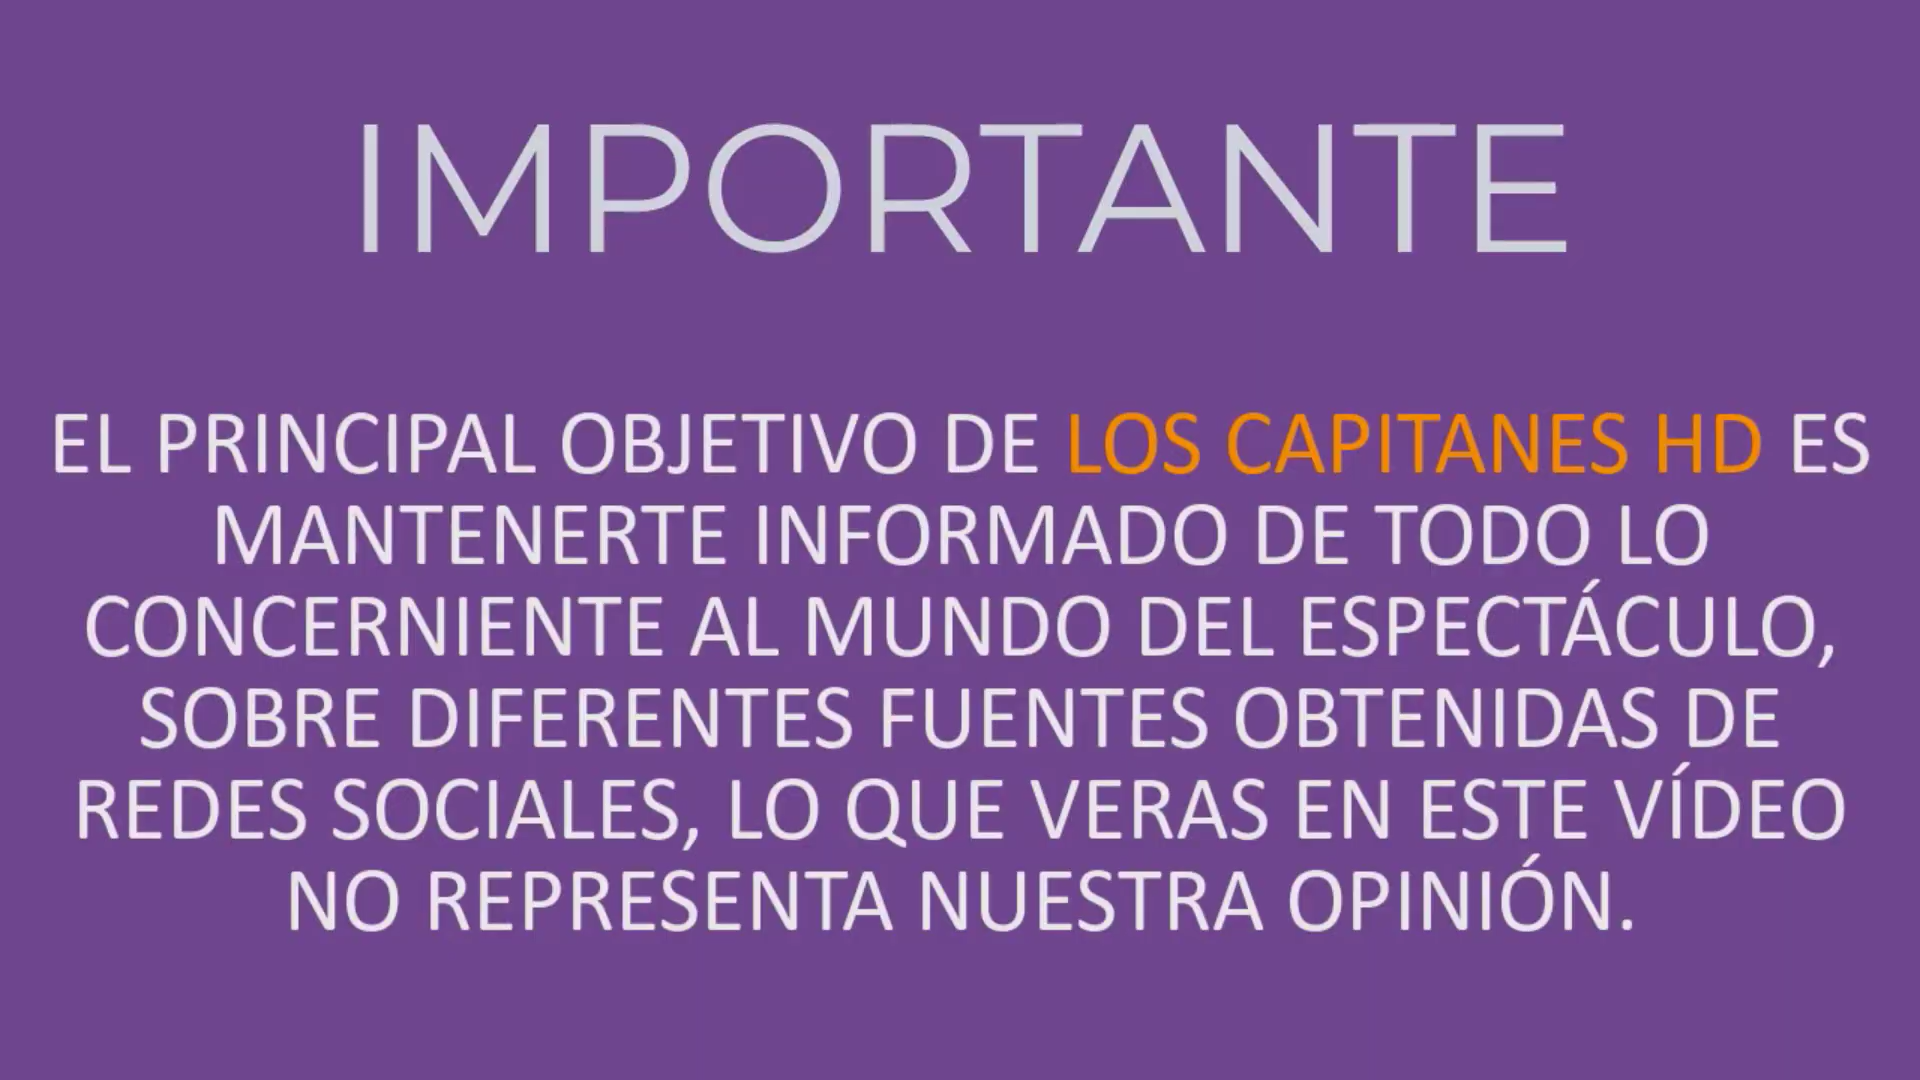 IMPORTANTE
EL PRINCIPAL OBJETIVO DE LOS CAPITANES HD ES
MANTENERTE INFORMADO DE TODO LO
CONCERNIENTE AL MUNDO DEL ESPECTÁCULO,
SOBRE DIFERENTES FUENTES OBTENIDAS DE
REDES SOCIALES, LO QUE VERAS EN ESTE VÍDEO
NO REPRESENTA NUESTRA OPINIÓN.